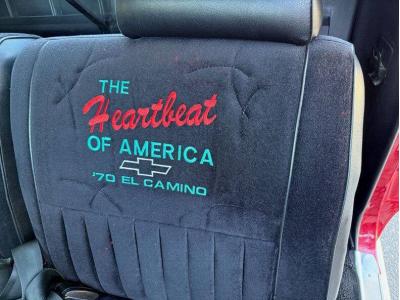 THE
Heartbeat
OF AMERICA
'70 EL CAMINO